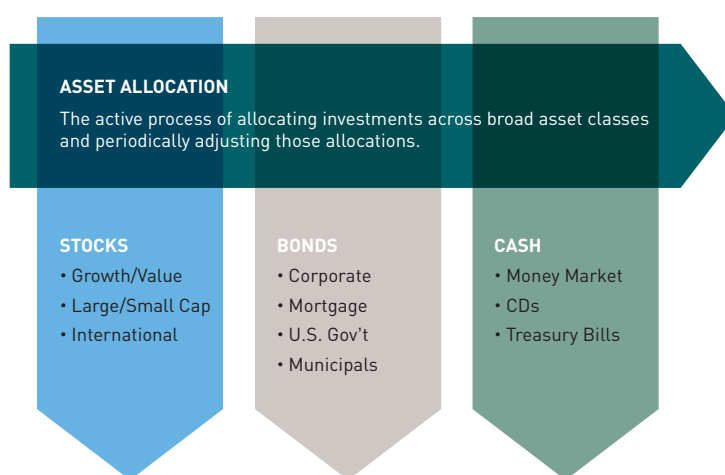 ASSET ALLOCATION
The active process of allocating investments across broad asset classes
and periodically adjusting those allocations.
STOCKS
• Growth/Value
• Large/Small Cap
• International
BONDS
• Corporate
• Mortgage
• U.S. Gov't
• Municipals
CASH
• Money Market
• CDs
• Treasury Bills